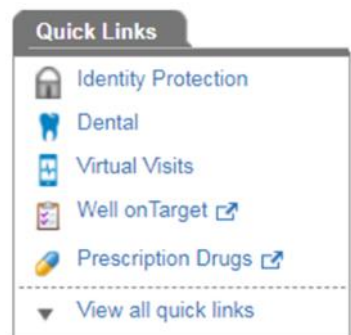 Quick Links
Identity Protection
Dental
Virtual Visits
Well onTarget
Prescription Drugs
View all quick links